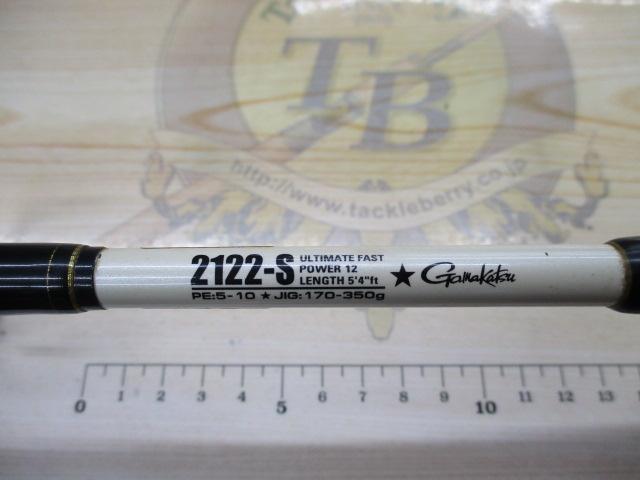 TB
http://www.tackleberry.co.jp
2122-S
ULTIMATE FAST
POWER 12
LENGTH 5'4"ft
PE:5-10 ★ JIG:170-350g
★ Gamakatsu
0 1 2 3 4 5 6 7 8 9 10 11 12 13